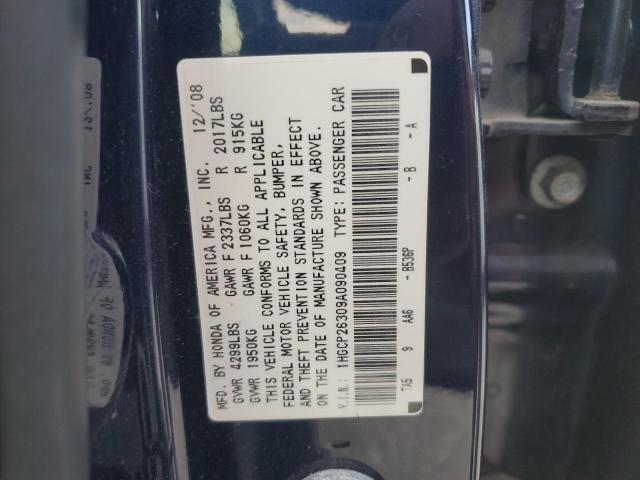 MFD. BY HONDA OF AMERICA MFG., INC. 12/'08
GVWR 4299LBS GAWR F 2337LBS R 2017LBS
GVWR 1950KG GAWR F 1060KG R 915KG
THIS VEHICLE CONFORMS TO ALL APPLICABLE
FEDERAL MOTOR VEHICLE SAFETY, BUMPER,
AND THEFT PREVENTION STANDARDS IN EFFECT
ON THE DATE OF MANUFACTURE SHOWN ABOVE.
V.I.N.: 1HGCP26309A090409 TYPE: PASSENGER CAR
TA5 9 AA6 - B536P - B - A